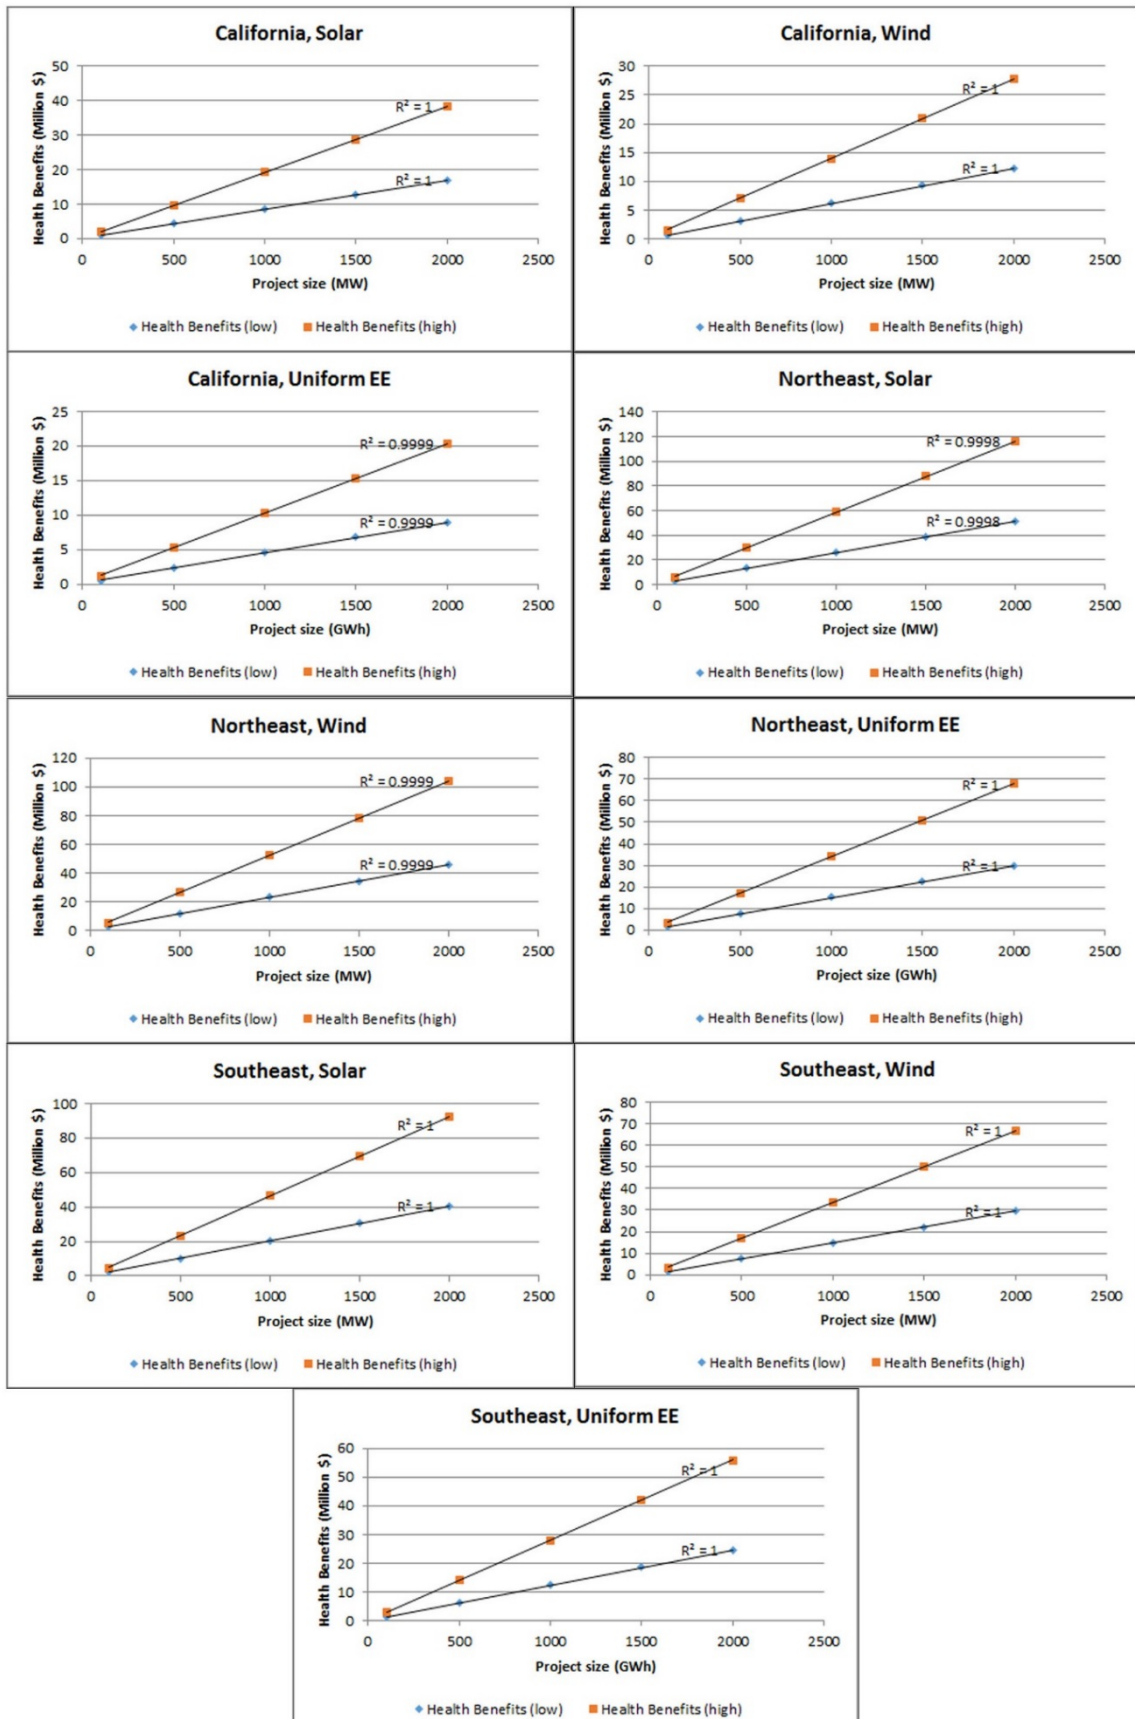 California, Solar
Health Benefits (Million $)
50
40
30
20
10
0
R² = 1
R² = 1
0 500 1000 1500 2000 2500
Project size (MW)
Health Benefits (low) Health Benefits (high)
California, Wind
Health Benefits (Million $)
30
25
20
15
10
5
0
R² = 1
R² = 1
0 500 1000 1500 2000 2500
Project size (MW)
Health Benefits (low) Health Benefits (high)
California, Uniform EE
Health Benefits (Million $)
25
20
15
10
5
0
R² = 0.9999
R² = 0.9999
0 500 1000 1500 2000 2500
Project size (GWh)
Health Benefits (low) Health Benefits (high)
Northeast, Solar
Health Benefits (Million $)
140
120
100
80
60
40
20
0
R² = 0.9998
R² = 0.9998
0 500 1000 1500 2000 2500
Project size (MW)
Health Benefits (low) Health Benefits (high)
Northeast, Wind
Health Benefits (Million $)
120
100
80
60
40
20
0
R² = 0.9999
R² = 0.9999
0 500 1000 1500 2000 2500
Project size (MW)
Health Benefits (low) Health Benefits (high)
Northeast, Uniform EE
Health Benefits (Million $)
80
70
60
50
40
30
20
10
0
R² = 1
R² = 1
0 500 1000 1500 2000 2500
Project size (GWh)
Health Benefits (low) Health Benefits (high)
Southeast, Solar
Health Benefits (Million $)
100
80
60
40
20
0
R² = 1
R² = 1
0 500 1000 1500 2000 2500
Project size (MW)
Health Benefits (low) Health Benefits (high)
Southeast, Wind
Health Benefits (Million $)
80
70
60
50
40
30
20
10
0
R² = 1
R² = 1
0 500 1000 1500 2000 2500
Project size (MW)
Health Benefits (low) Health Benefits (high)
Southeast, Uniform EE
Health Benefits (Million $)
60
50
40
30
20
10
0
R² = 1
R² = 1
0 500 1000 1500 2000 2500
Project size (GWh)
Health Benefits (low) Health Benefits (high)